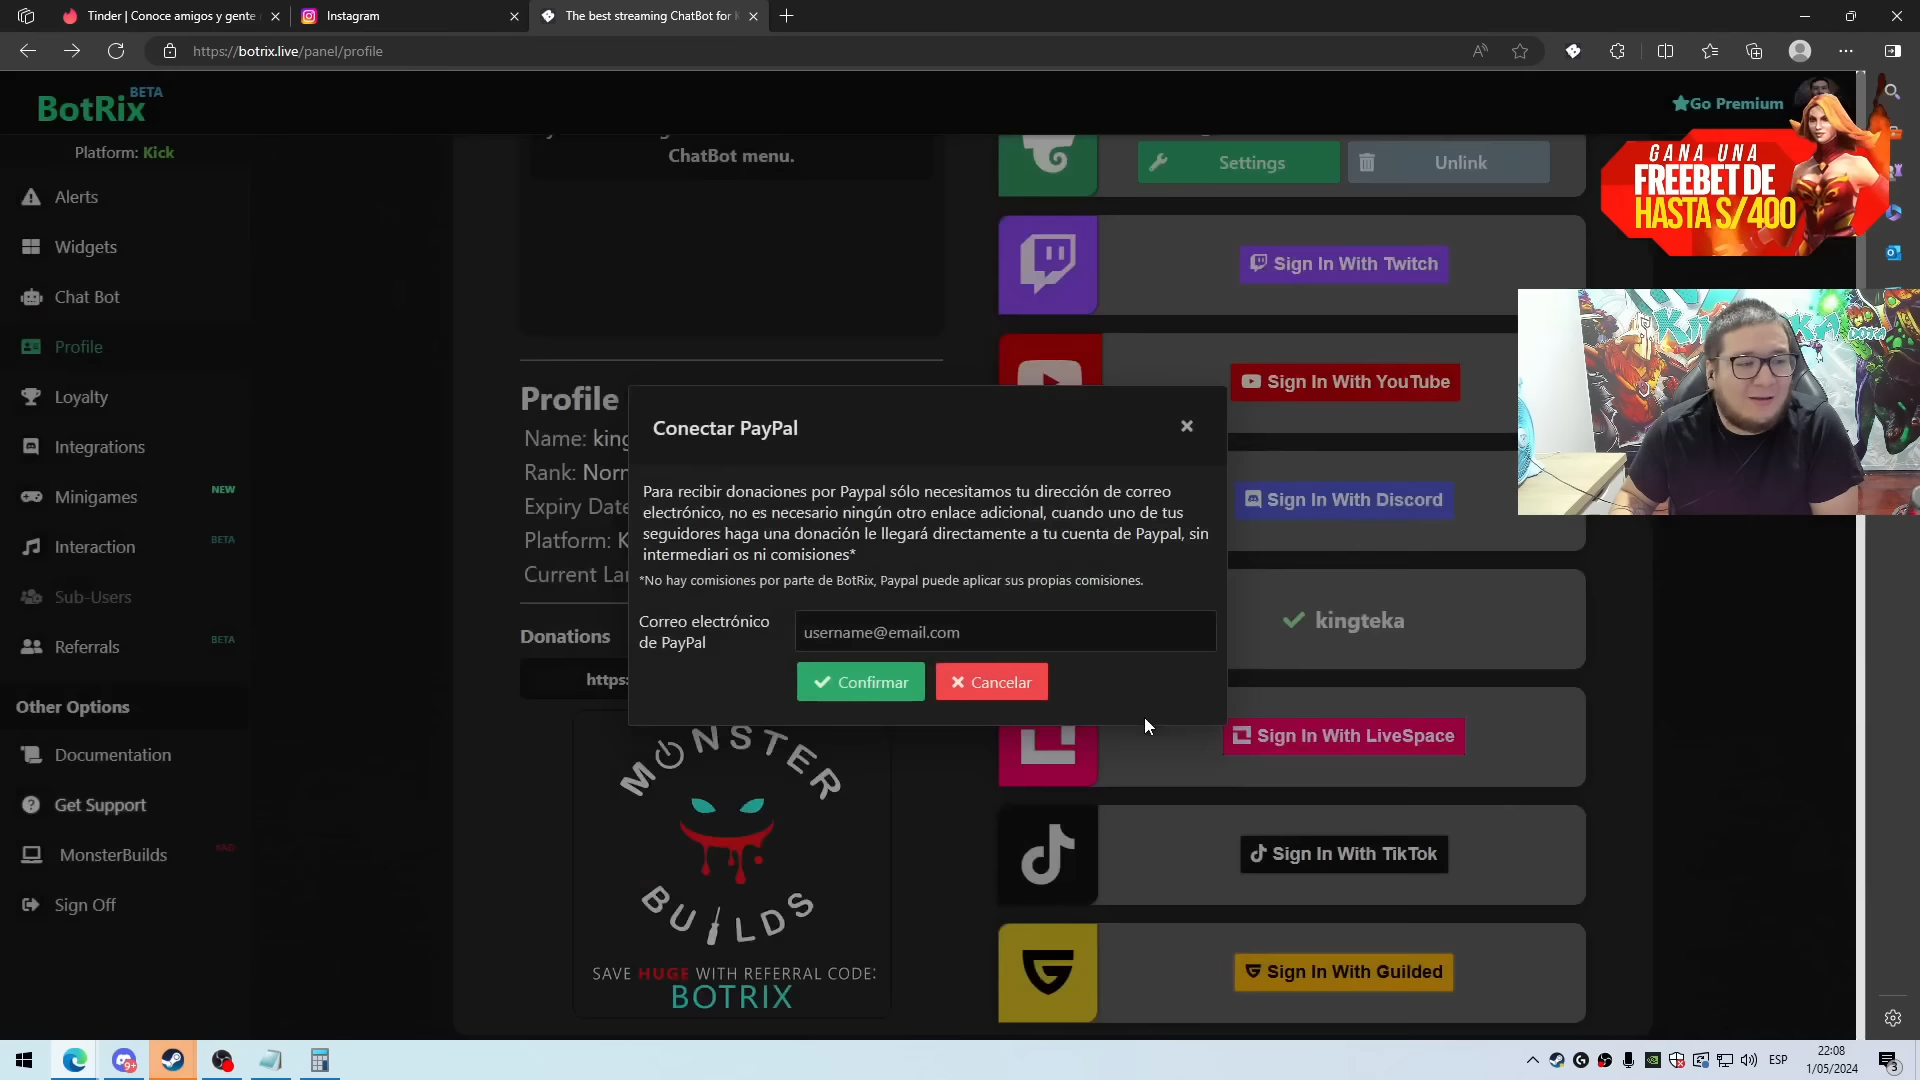 Tinder | Conoce amigos y gente
Instagram
The best streaming ChatBot for
https://botrix.live/panel/profile
BotRix
BETA
Go Premium
Platform: Kick
Alerts
Widgets
Chat Bot
Profile
Loyalty
Integrations
Minigames NEW
Interaction BETA
Sub-Users
Referrals BETA
Other Options
Documentation
Get Support
MonsterBuilds
Sign Off
ChatBot menu.
Profile
Name: king
Rank: Norm
Expiry Date
Platform: K
Current Lan
Donations
https:
MONSTER
BUILDS
SAVE HUGE WITH REFERRAL CODE:
BOTRIX
Conectar PayPal
Para recibir donaciones por Paypal sólo necesitamos tu dirección de correo
electrónico, no es necesario ningún otro enlace adicional, cuando uno de tus
seguidores haga una donación le llegará directamente a tu cuenta de Paypal, sin
intermediari os ni comisiones*
*No hay comisiones por parte de BotRix, Paypal puede aplicar sus propias comisiones.
Correo electrónico
de PayPal
username@email.com
Confirmar
Cancelar
Settings
Unlink
Sign In With Twitch
Sign In With YouTube
Sign In With Discord
kingteka
Sign In With LiveSpace
Sign In With TikTok
Sign In With Guilded
GANA UNA
FREEBET DE
HASTA S/400
9+
ESP
22:08
1/05/2024
3